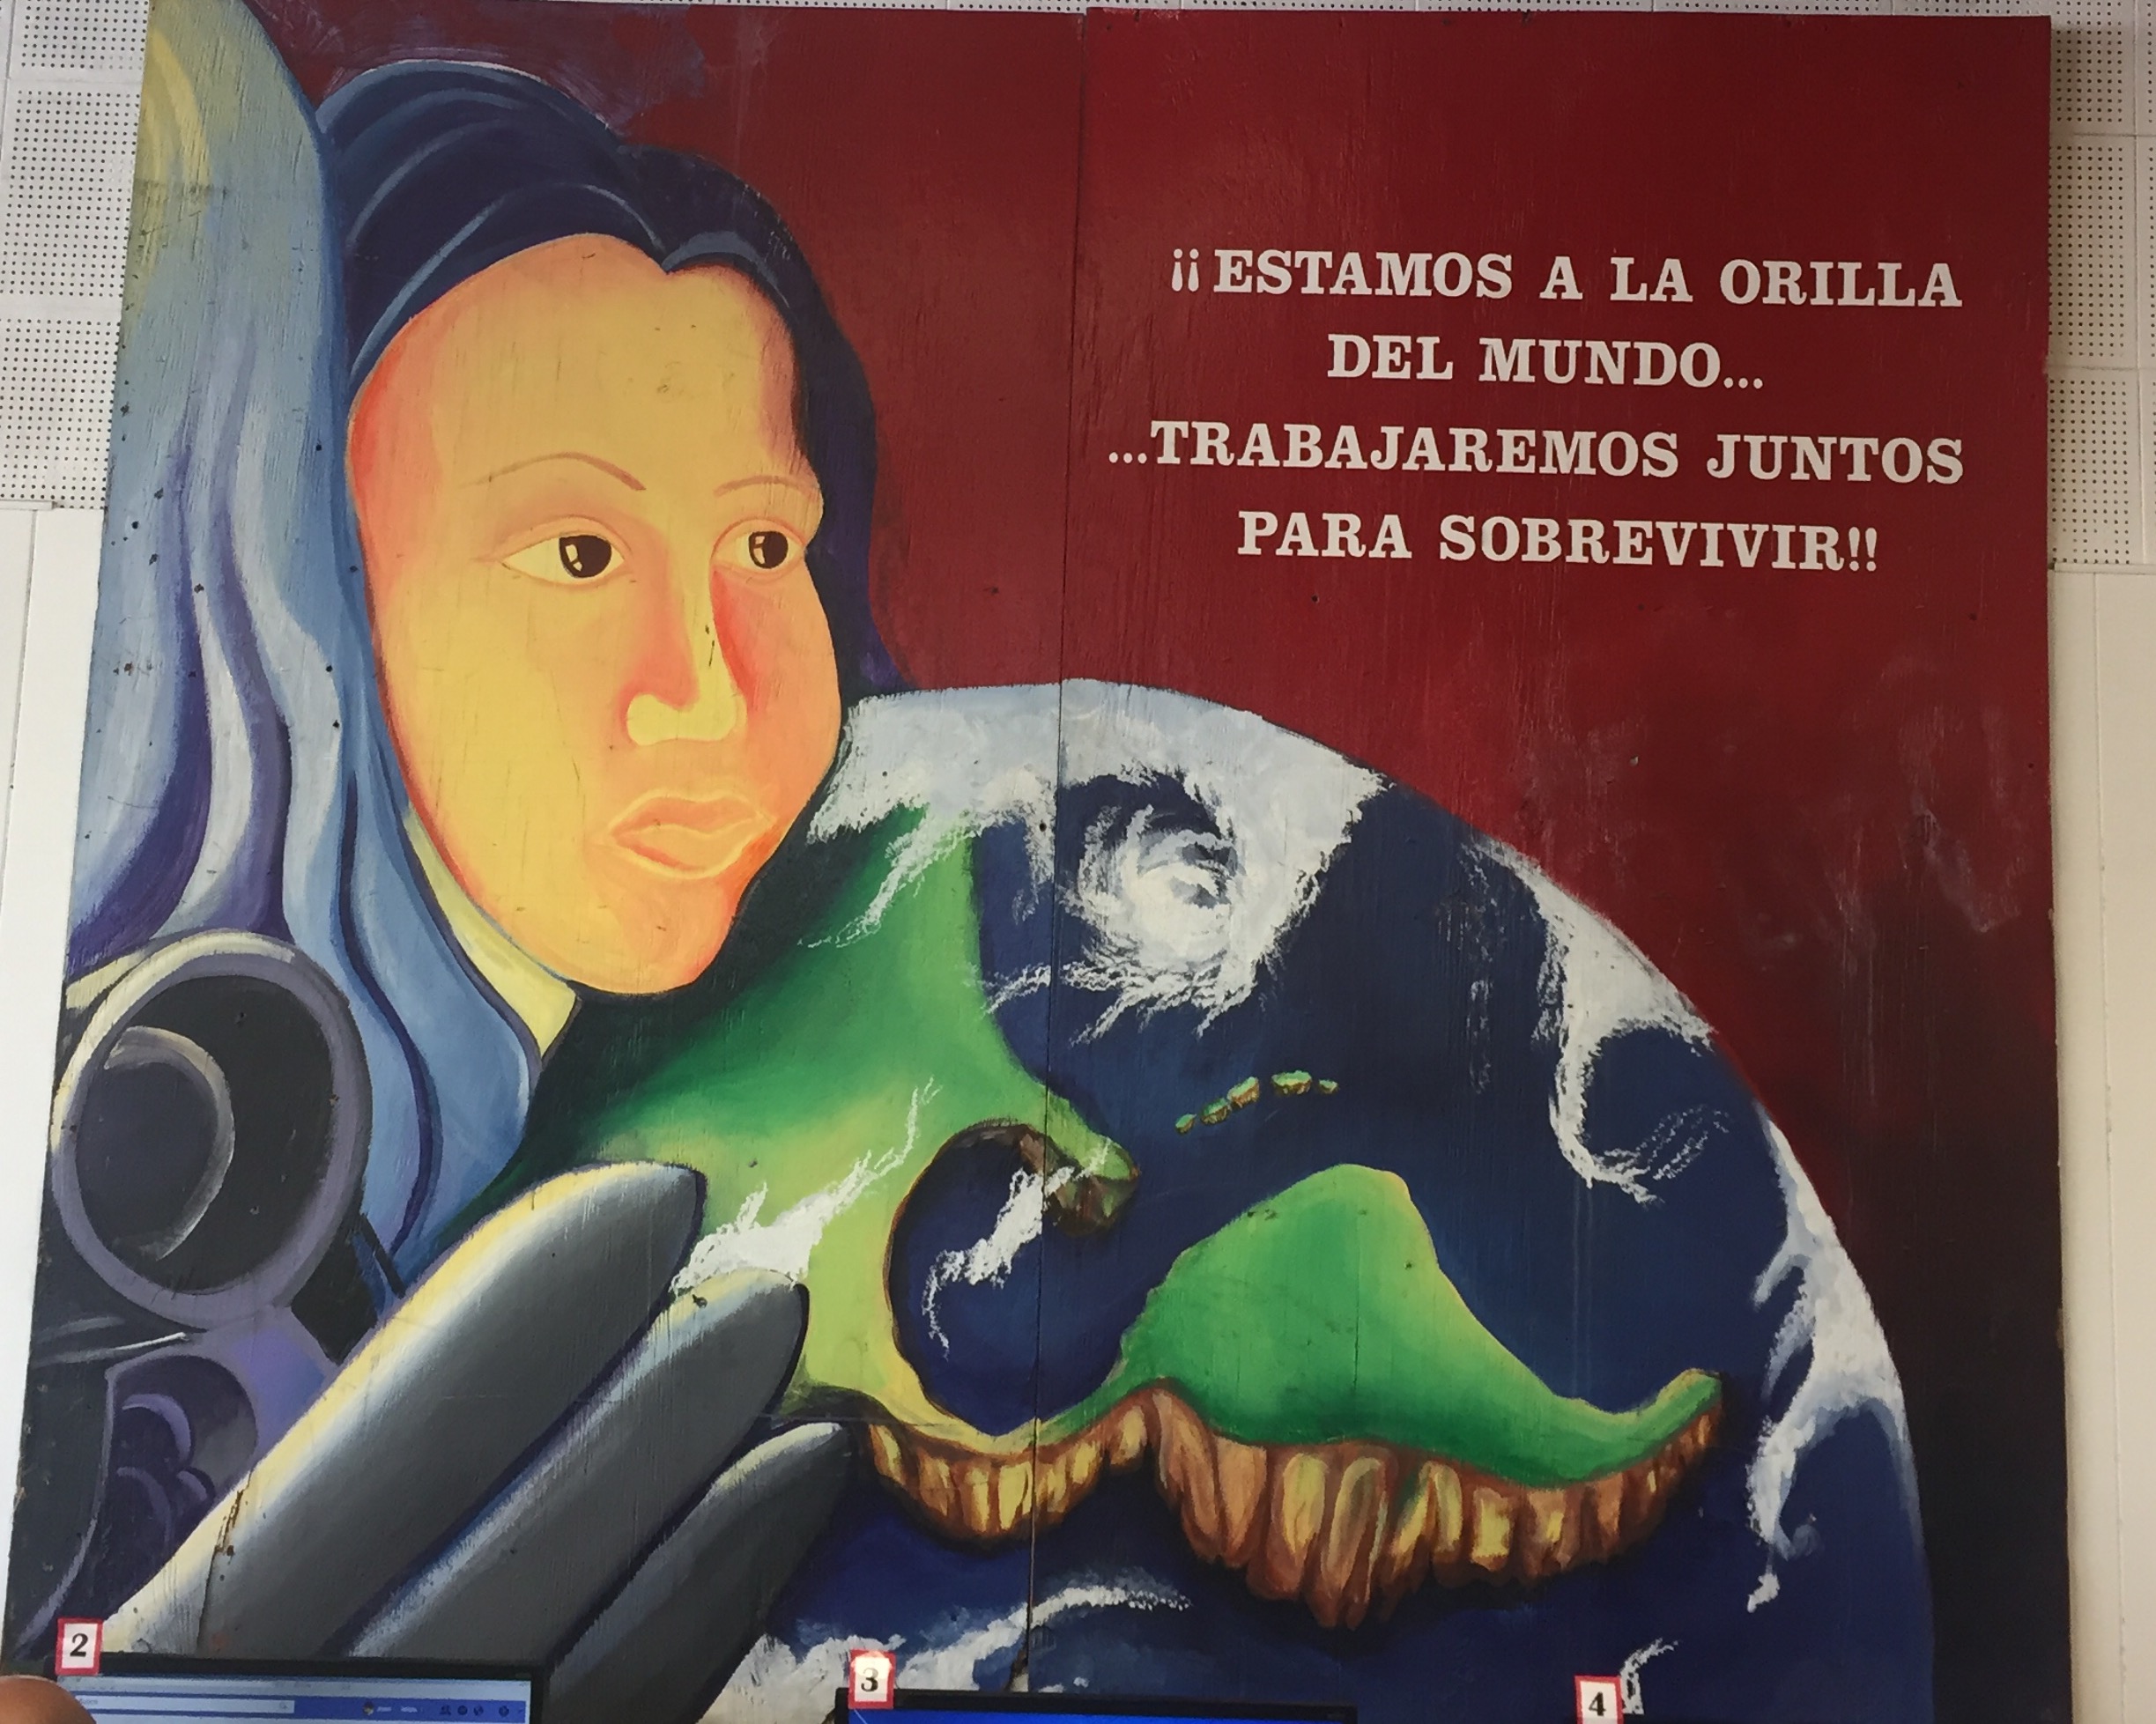 ¡¡ESTAMOS A LA ORILLA
DEL MUNDO...
...TRABAJAREMOS JUNTOS
PARA SOBREVIVIR!!
2
3
4